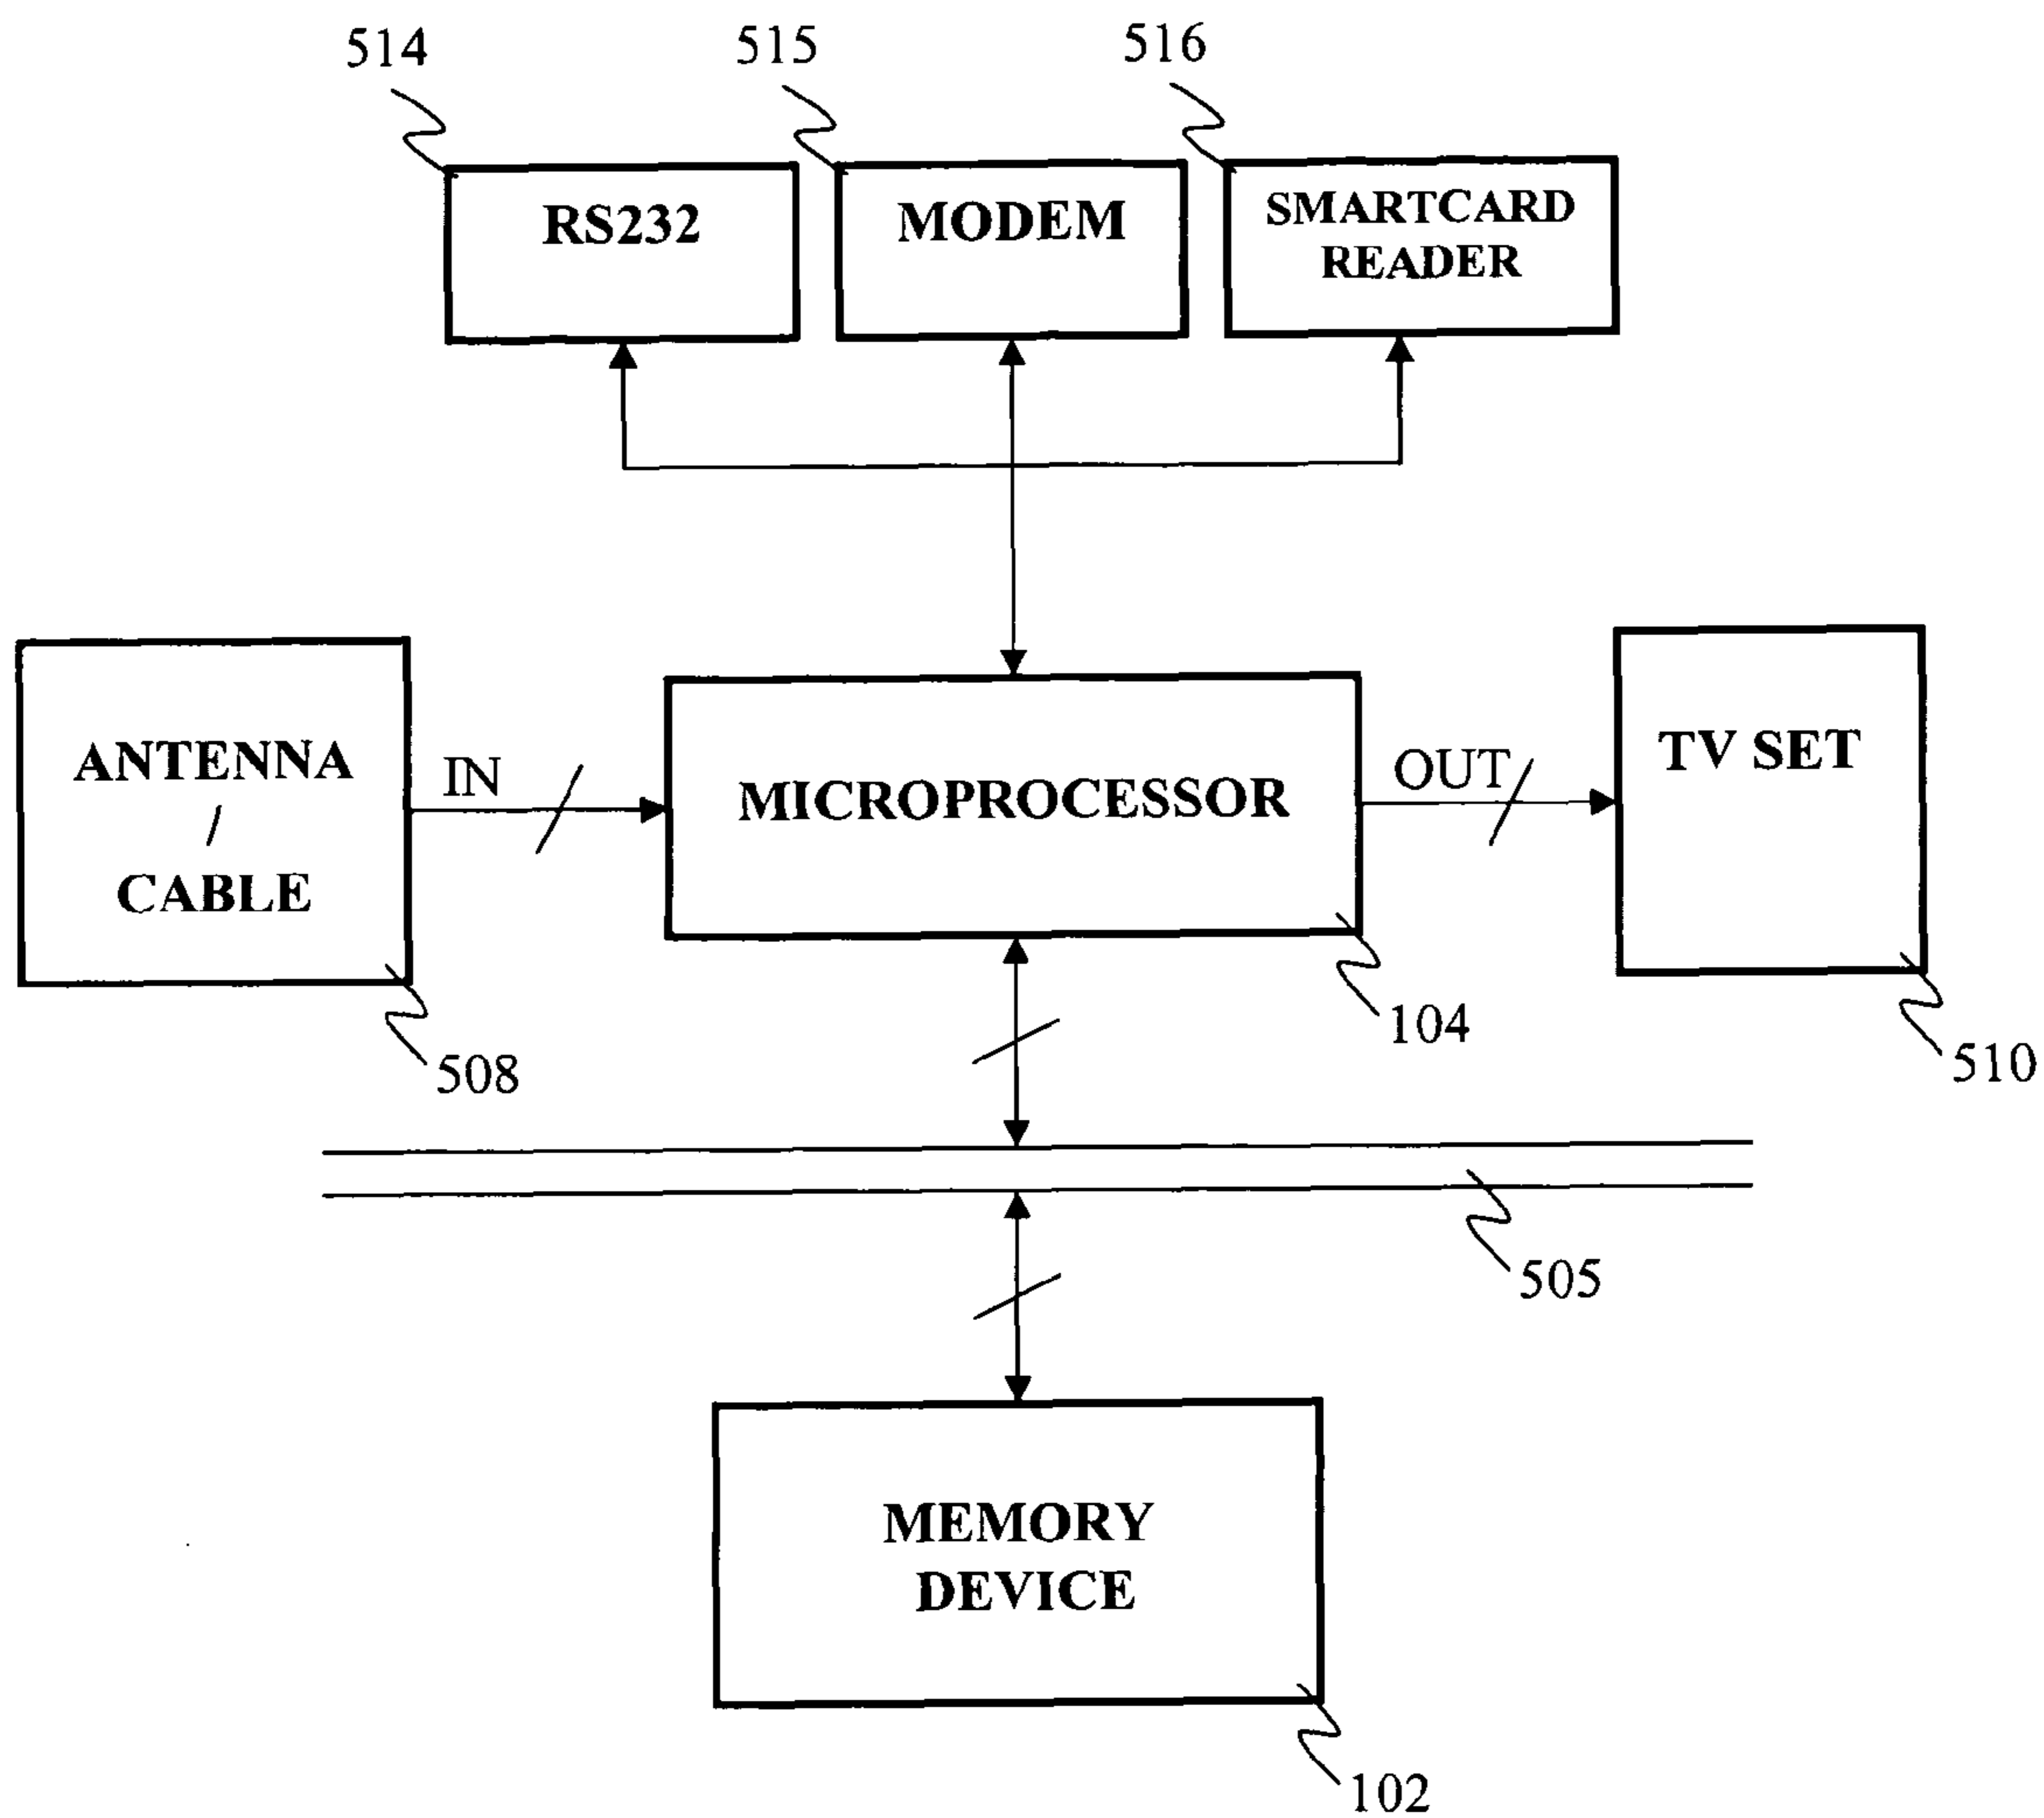 514
515
516
RS232
MODEM
SMARTCARD
READER
ANTENNA
/
CABLE
IN
MICROPROCESSOR
OUT
TV SET
508
104
510
505
MEMORY
DEVICE
102